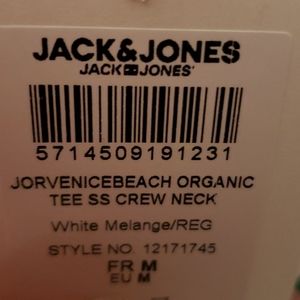 JACK&JONES
JACK JONES®
5714509191231
JORVENICEBEACH ORGANIC
TEE SS CREW NECK
White Melange/REG
STYLE NO. 12171745
FR M
EU M